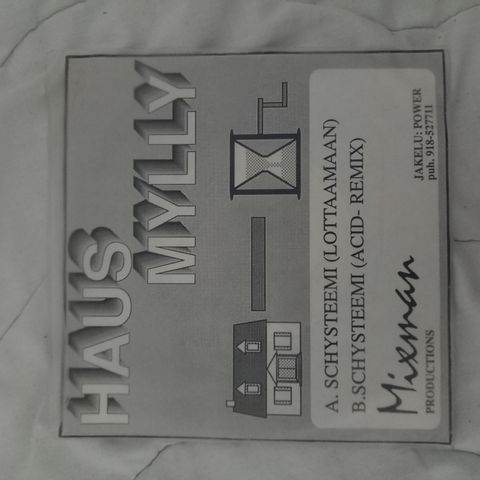 HAUS
MYLLY
A. SCHYSTEEMI (LOTTAAMAAN)
B.SCHYSTEEMI (ACID- REMIX)
Mixman
PRODUCTIONS
JAKELU: POWER
puh. 918-527711